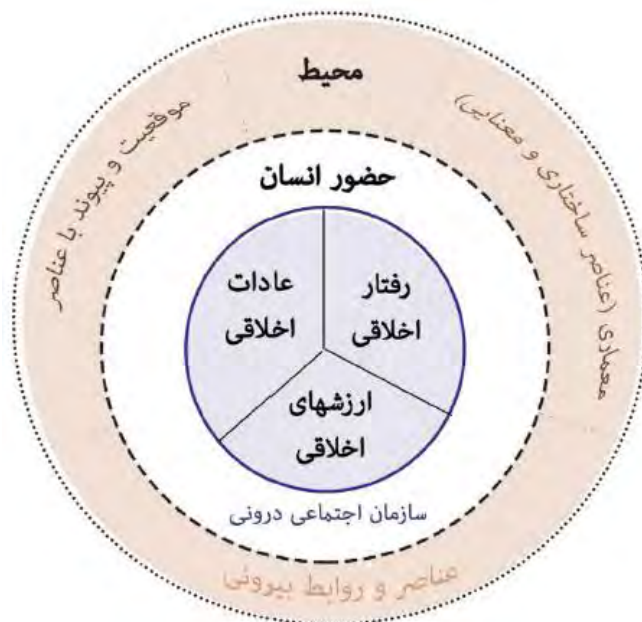 محیط
معماری (عناصر ساختاری و معنایی)
موقعیت و پیوند با عناصر
حضور انسان
رفتار
اخلاقی
عادات
اخلاقی
ارزشهای
اخلاقی
سازمان اجتماعی درونی
عناصر و روابط بیرونی